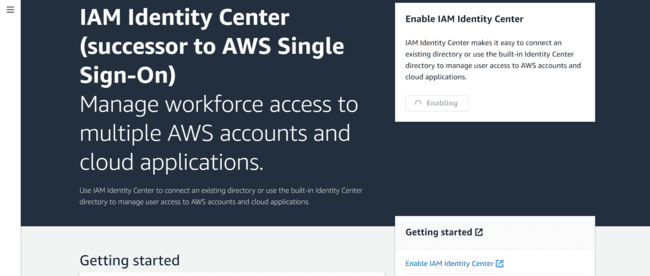 IAM Identity Center
(successor to AWS Single
Sign-On)
Manage workforce access to
multiple AWS accounts and
cloud applications.
Use IAM Identity Center to connect an existing directory or use the built-in Identity Center
directory to manage user access to AWS accounts and cloud applications.
Getting started
Enable IAM Identity Center
IAM Identity Center makes it easy to connect an
existing directory or use the built-in Identity Center
directory to manage user access to AWS accounts and
cloud applications.
Enabling
Getting started
Enable IAM Identity Center